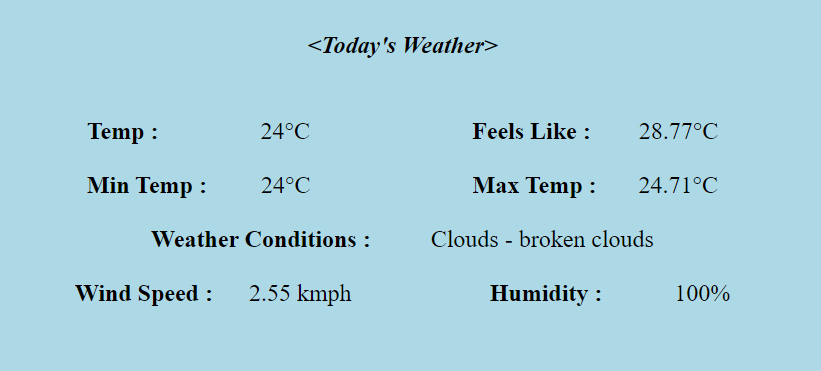 <Today's Weather>
Temp : 24°C Feels Like : 28.77°C
Min Temp : 24°C Max Temp : 24.71°C
Weather Conditions : Clouds - broken clouds
Wind Speed : 2.55 kmph Humidity : 100%